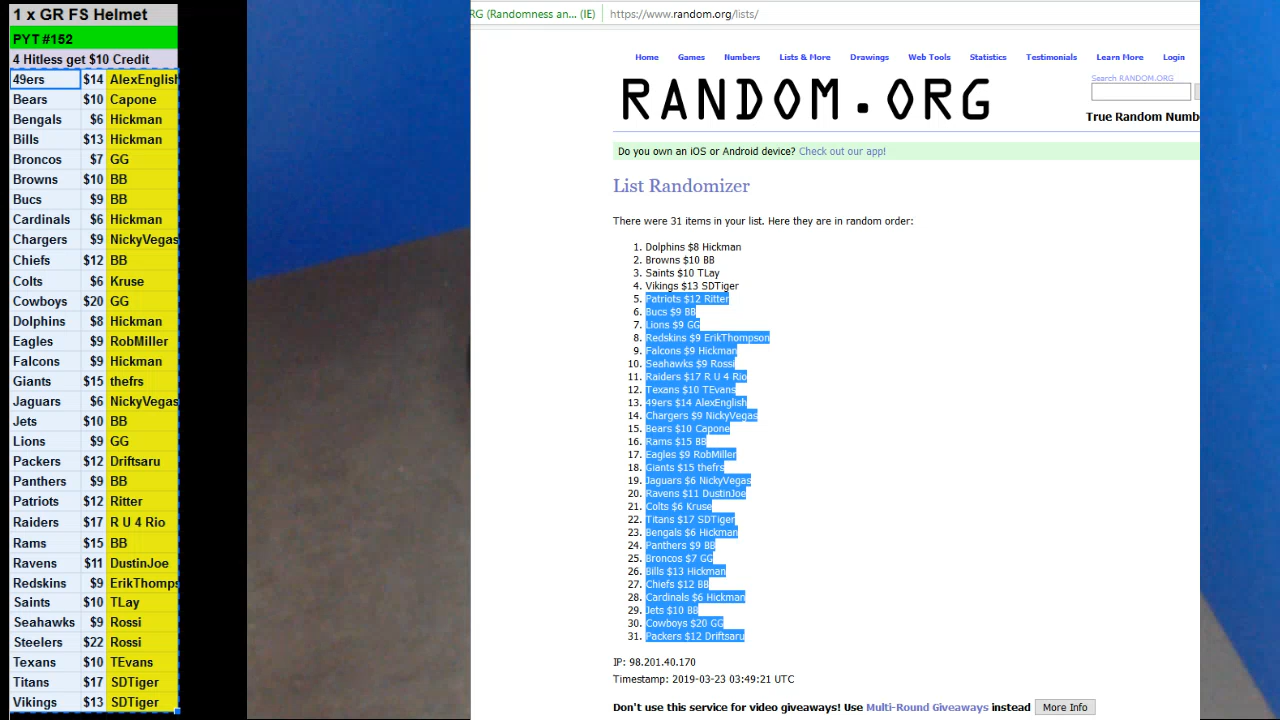 1 x GR FS Helmet
PYT #152
4 Hitless get $10 Credit
49ers $14 AlexEnglish
Bears $10 Capone
Bengals $6 Hickman
Bills $13 Hickman
Broncos $7 GG
Browns $10 BB
Bucs $9 BB
Cardinals $6 Hickman
Chargers $9 NickyVegas
Chiefs $12 BB
Colts $6 Kruse
Cowboys $20 GG
Dolphins $8 Hickman
Eagles $9 RobMiller
Falcons $9 Hickman
Giants $15 thefrs
Jaguars $6 NickyVegas
Jets $10 BB
Lions $9 GG
Packers $12 Driftsaru
Panthers $9 BB
Patriots $12 Ritter
Raiders $17 R U 4 Rio
Rams $15 BB
Ravens $11 DustinJoe
Redskins $9 ErikThomps
Saints $10 TLay
Seahawks $9 Rossi
Steelers $22 Rossi
Texans $10 TEvans
Titans $17 SDTiger
Vikings $13 SDTiger
RG (Randomness an... (IE) https://www.random.org/lists/
Home Games Numbers Lists & More Drawings Web Tools Statistics Testimonials Learn More Login
Search RANDOM.ORG
RANDOM.ORG
True Random Numb
Do you own an iOS or Android device? Check out our app!
List Randomizer
There were 31 items in your list. Here they are in random order:
1. Dolphins $8 Hickman
2. Browns $10 BB
3. Saints $10 TLay
4. Vikings $13 SDTiger
5. Patriots $12 Ritter
6. Bucs $9 BB
7. Lions $9 GG
8. Redskins $9 ErikThompson
9. Falcons $9 Hickman
10. Seahawks $9 Rossi
11. Raiders $17 R U 4 Rio
12. Texans $10 TEvans
13. 49ers $14 AlexEnglish
14. Chargers $9 NickyVegas
15. Bears $10 Capone
16. Rams $15 BB
17. Eagles $9 RobMiller
18. Giants $15 thefrs
19. Jaguars $6 NickyVegas
20. Ravens $11 DustinJoe
21. Colts $6 Kruse
22. Titans $17 SDTiger
23. Bengals $6 Hickman
24. Panthers $9 BB
25. Broncos $7 GG
26. Bills $13 Hickman
27. Chiefs $12 BB
28. Cardinals $6 Hickman
29. Jets $10 BB
30. Cowboys $20 GG
31. Packers $12 Driftsaru
IP: 98.201.40.170
Timestamp: 2019-03-23 03:49:21 UTC
Don't use this service for video giveaways! Use Multi-Round Giveaways instead More Info